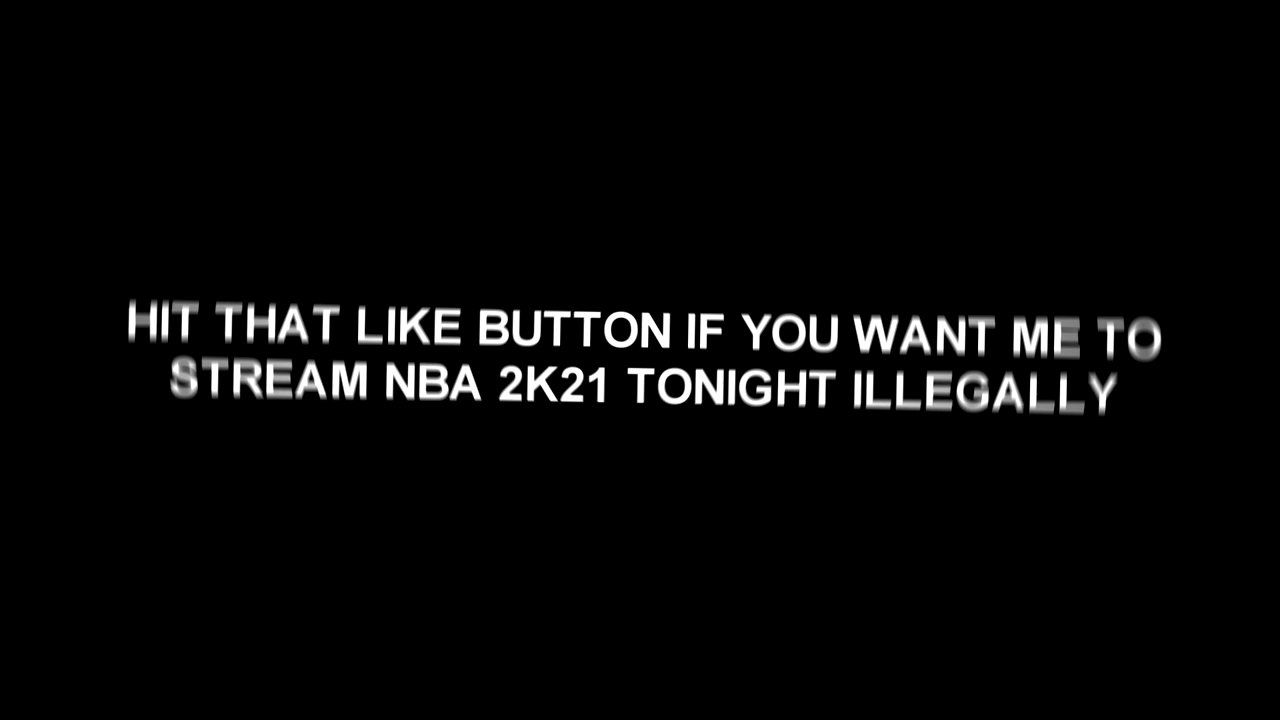 HIT THAT LIKE BUTTON IF YOU WANT ME TO
STREAM NBA 2K21 TONIGHT ILLEGALLY